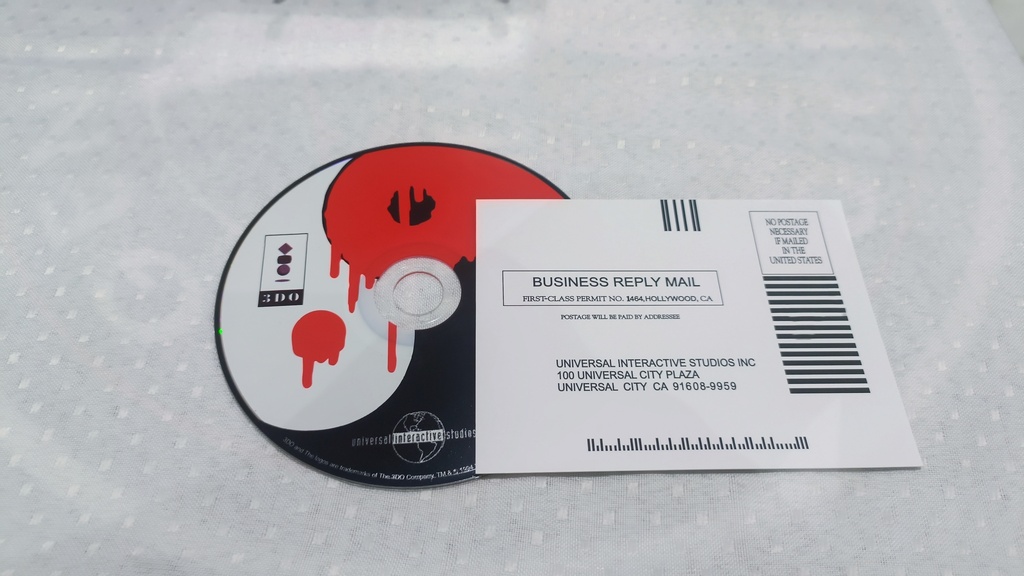 3DO
universal interactive studios
3DO and The logos are trademarks of The 3DO Company. TM & © 1994
NO POSTAGE
NECESSARY
IF MAILED
IN THE
UNITED STATES
BUSINESS REPLY MAIL
FIRST-CLASS PERMIT NO. 1464, HOLLYWOOD, CA
POSTAGE WILL BE PAID BY ADDRESSEE
UNIVERSAL INTERACTIVE STUDIOS INC
100 UNIVERSAL CITY PLAZA
UNIVERSAL CITY CA 91608-9959